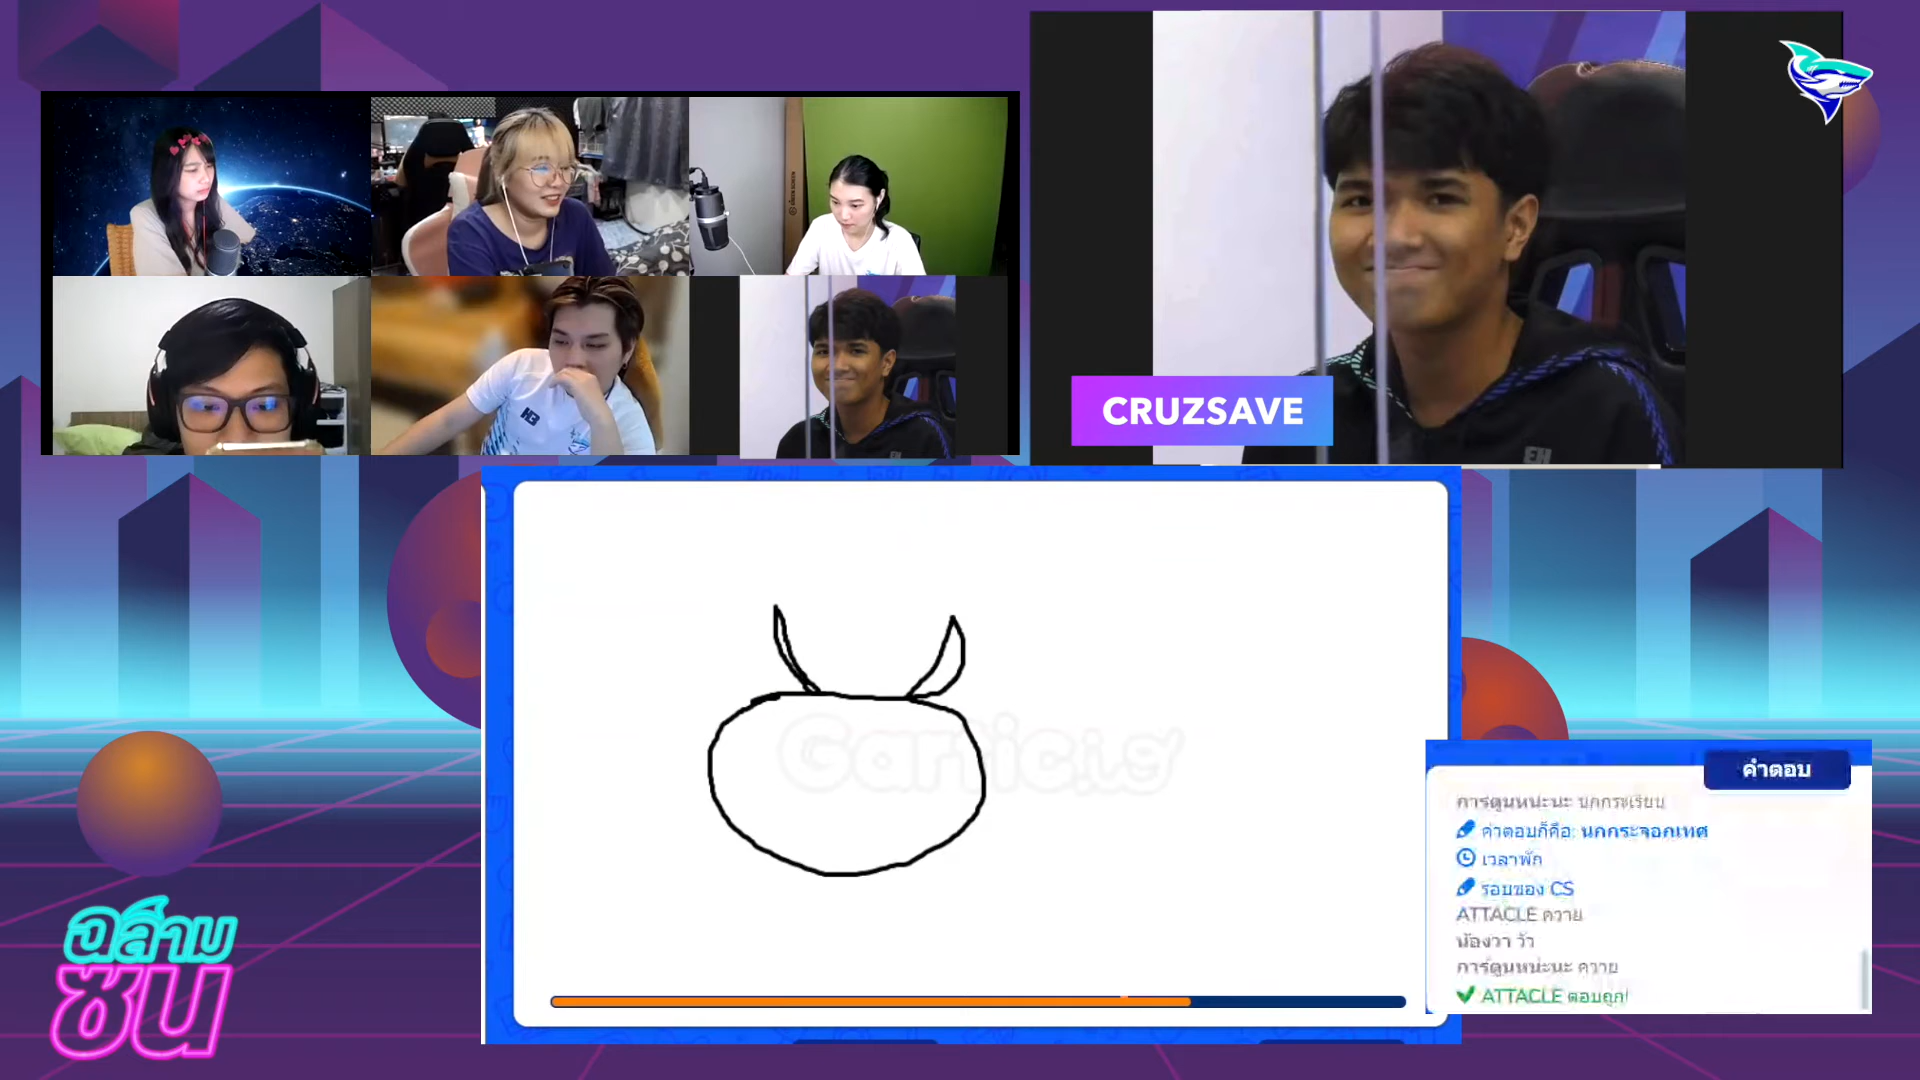 CRUZSAVE
Gartic.io
คำตอบ
การ์ตูนหน่ะนะ นกกระเรียน
คำตอบก็คือ: นกกระจอกเทศ
เวลาพัก
รอบของ CS
ATTACLE ควาย
น้องวา วัว
การ์ตูนหน่ะนะ ควาย
ATTACLE ตอบถูก!
ฉลาม
ชน